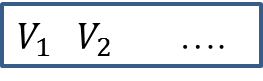 V₁ V₂ ....